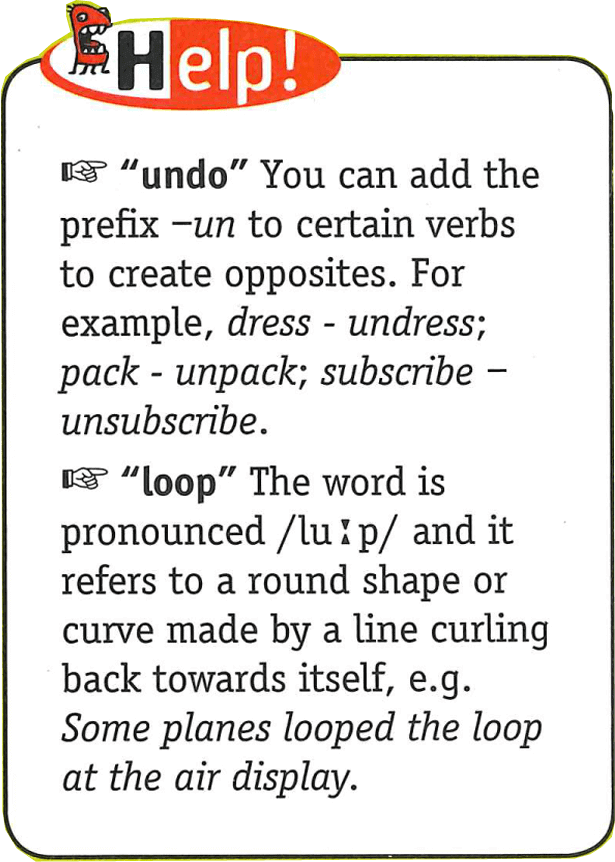 Help!
☞ “undo” You can add the
prefix –un to certain verbs
to create opposites. For
example, dress - undress;
pack - unpack; subscribe –
unsubscribe.
☞ “loop” The word is
pronounced /luːp/ and it
refers to a round shape or
curve made by a line curling
back towards itself, e.g.
Some planes looped the loop
at the air display.